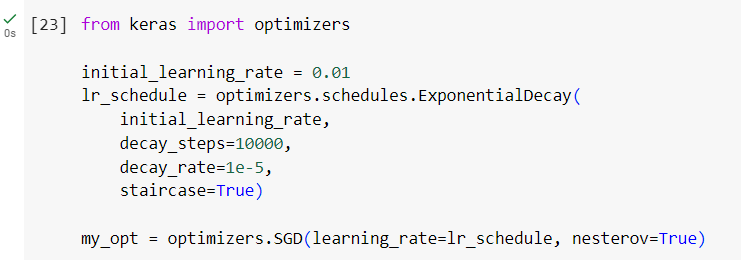 [23] from keras import optimizers
0s
initial_learning_rate = 0.01
lr_schedule = optimizers.schedules.ExponentialDecay(
    initial_learning_rate,
    decay_steps=10000,
    decay_rate=1e-5,
    staircase=True)
my_opt = optimizers.SGD(learning_rate=lr_schedule, nesterov=True)